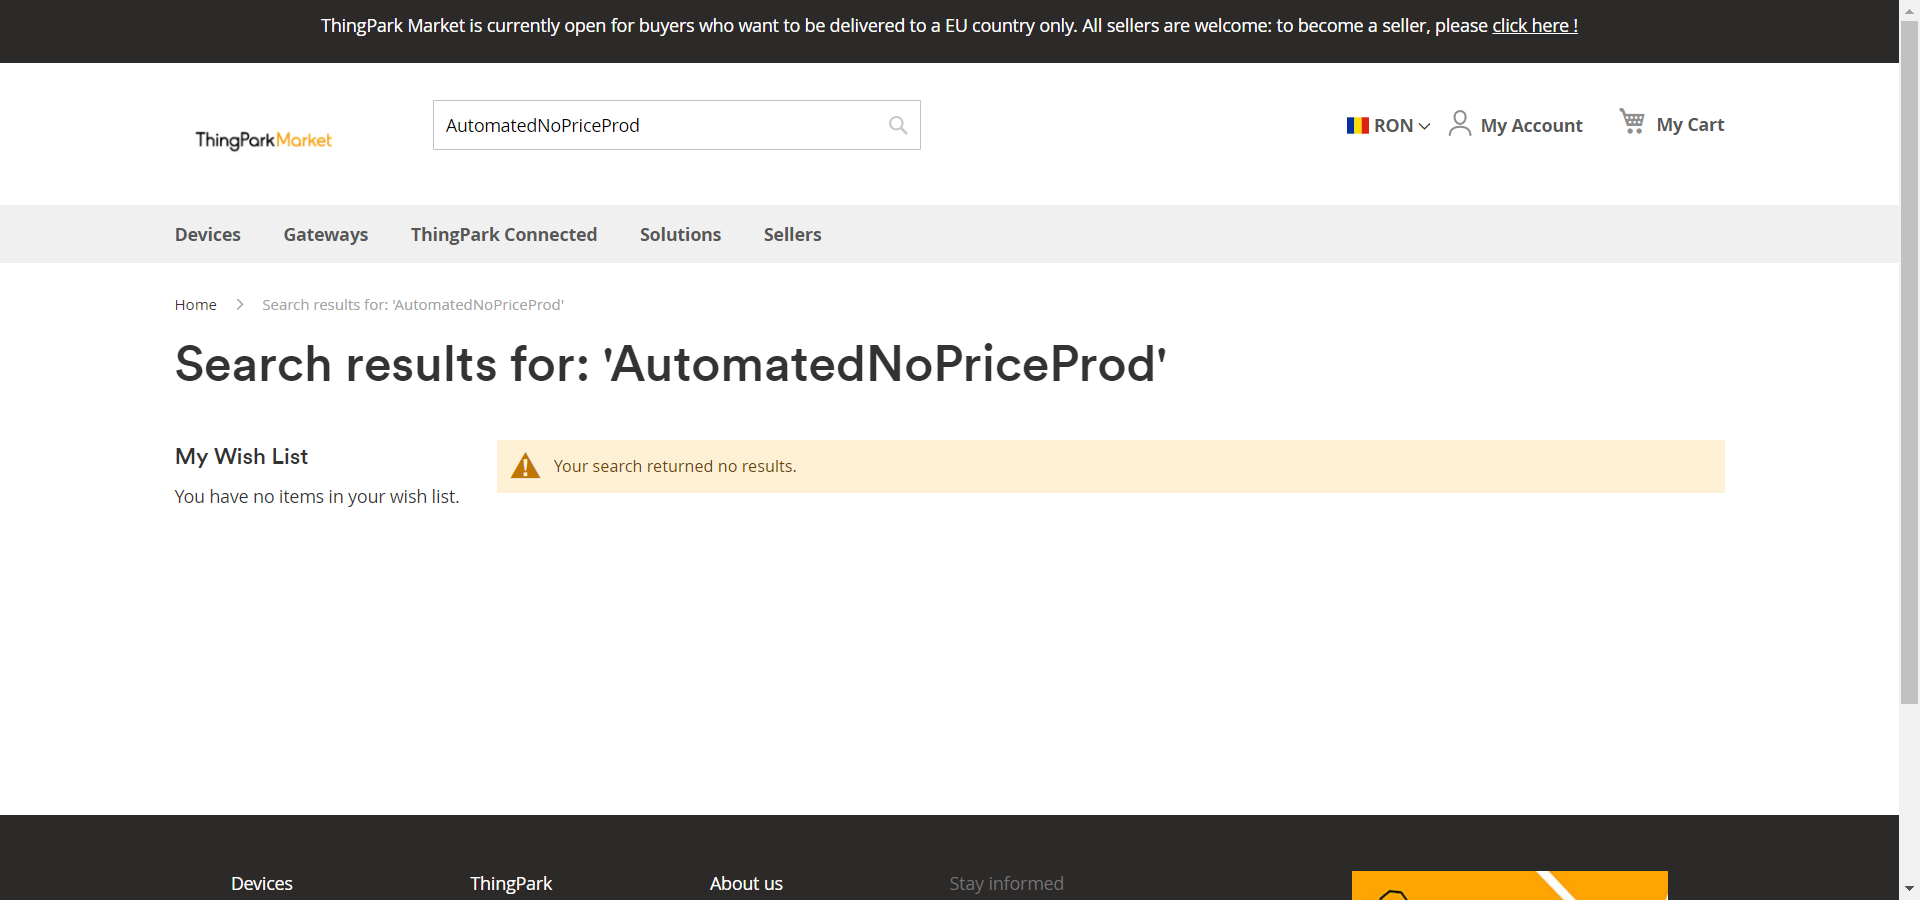 ThingPark Market is currently open for buyers who want to be delivered to a EU country only. All sellers are welcome: to become a seller, please click here !
ThingParkMarket
AutomatedNoPriceProd
RON
My Account
My Cart
Devices
Gateways
ThingPark Connected
Solutions
Sellers
Home
Search results for: 'AutomatedNoPriceProd'
Search results for: 'AutomatedNoPriceProd'
My Wish List
You have no items in your wish list.
Your search returned no results.
Devices
ThingPark
About us
Stay informed